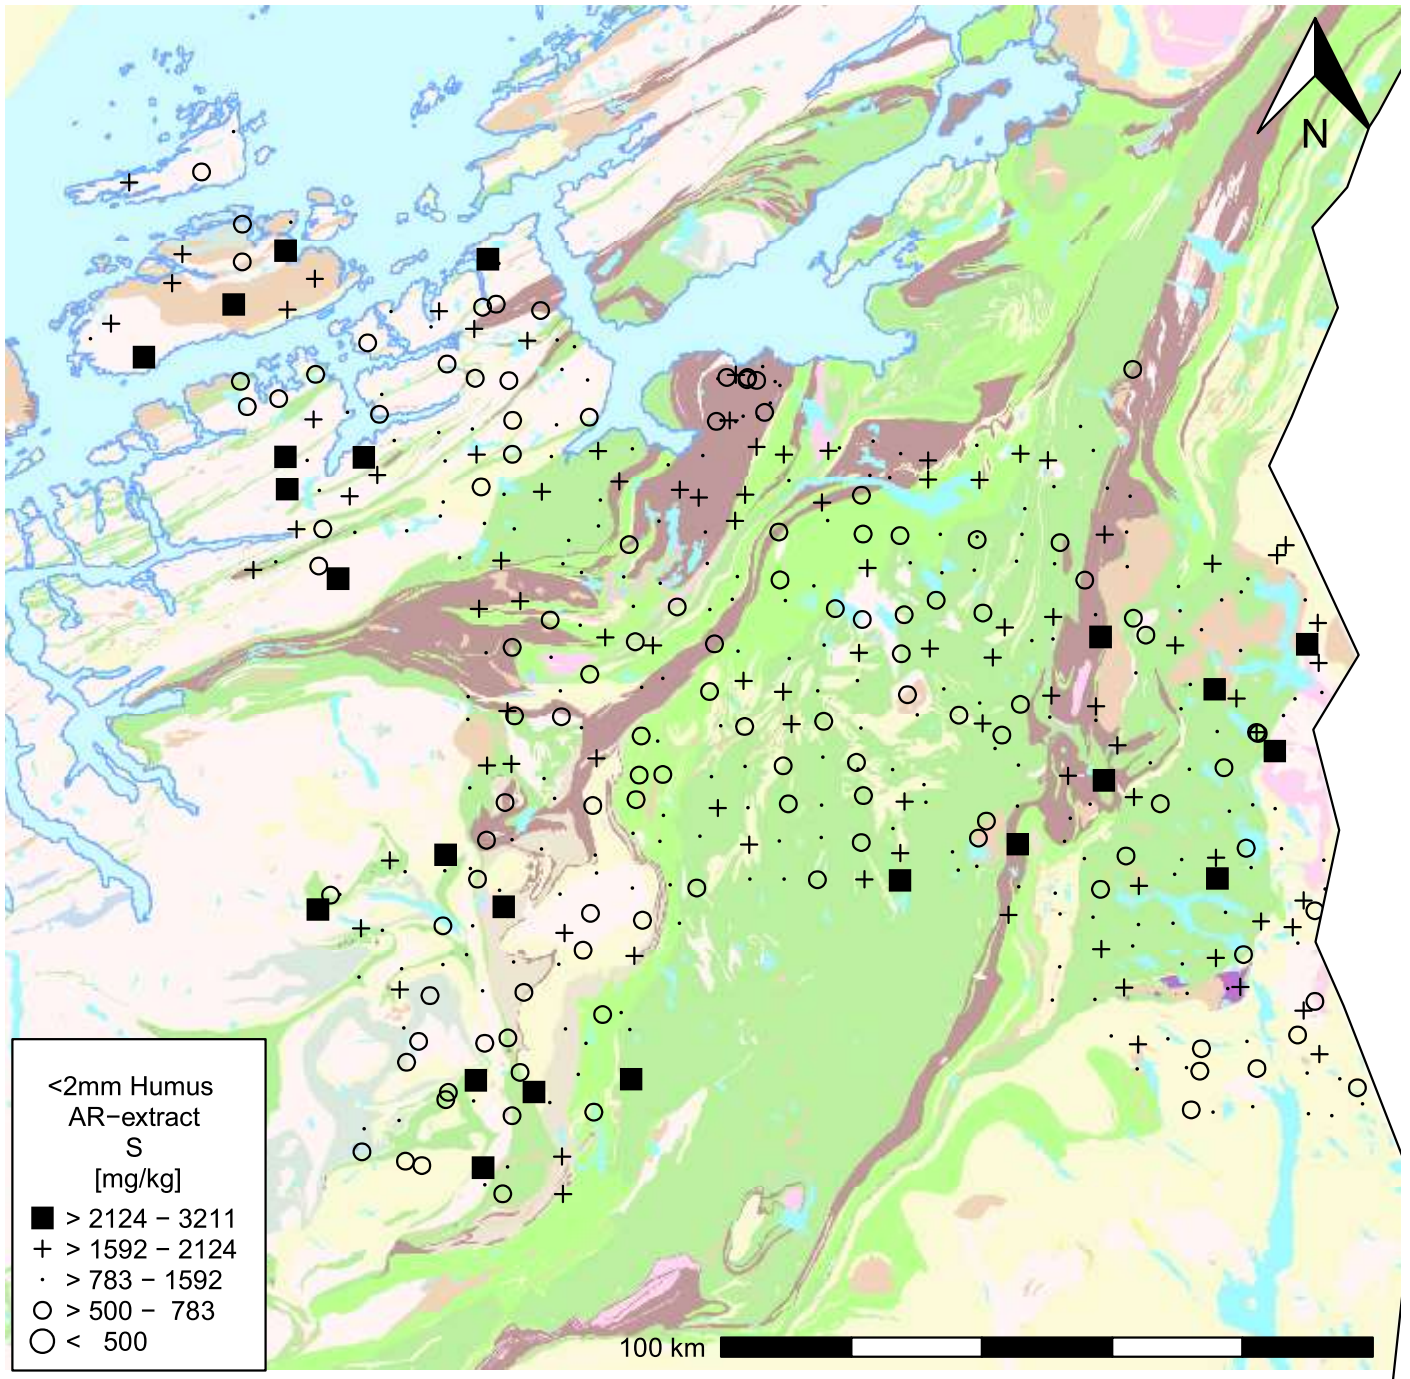 N
<2mm Humus
AR−extract
S
[mg/kg]
> 2124 − 3211
> 1592 − 2124
> 783 − 1592
> 500 − 783
< 500
100 km